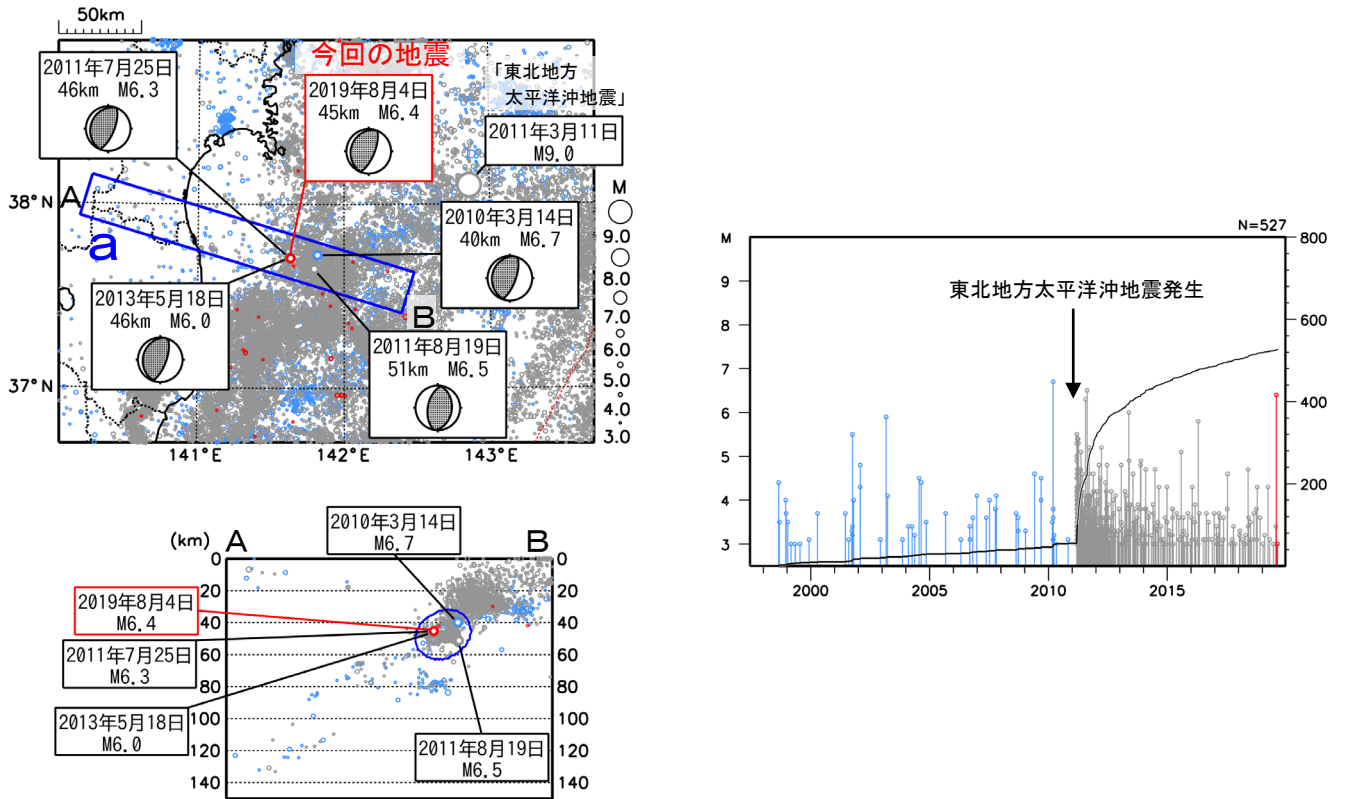 50km
今回の地震
2011年7月25日
46km M6.3
2019年8月4日
45km M6.4
「東北地方
太平洋沖地震」
2011年3月11日
M9.0
38°N
A
a
2010年3月14日
40km M6.7
2013年5月18日
46km M6.0
B
2011年8月19日
51km M6.5
37°N
141°E
142°E
143°E
M
9.0
8.0
7.0
6.0
5.0
4.0
3.0
2010年3月14日
M6.7
(km)
A
B
0
20
40
60
80
100
120
140
0
20
40
60
80
100
120
140
2019年8月4日
M6.4
2011年7月25日
M6.3
2013年5月18日
M6.0
2011年8月19日
M6.5
N=527
M
9
8
7
6
5
4
3
800
600
400
200
東北地方太平洋沖地震発生
2000
2005
2010
2015